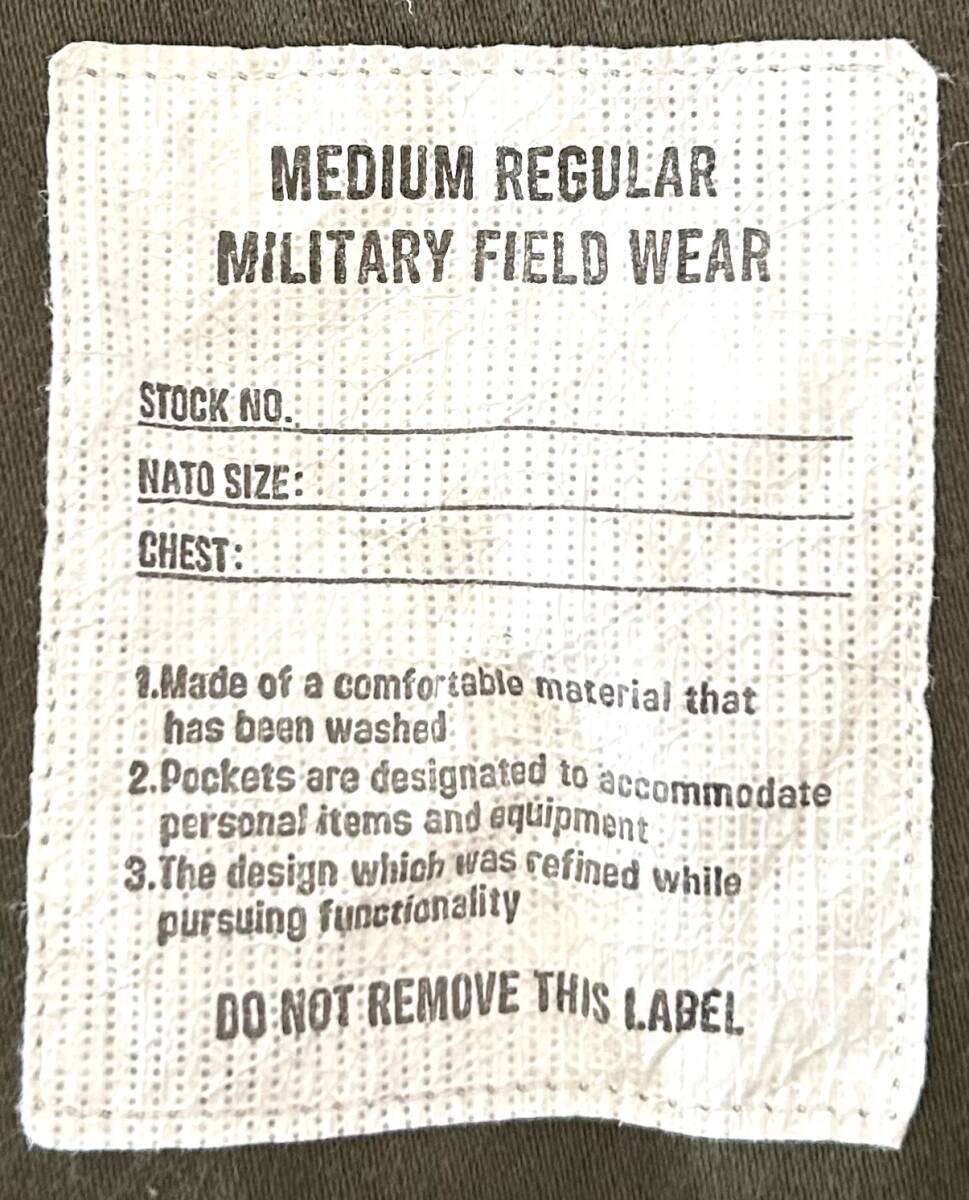 MEDIUM REGULAR
MILITARY FIELD WEAR
STOCK NO.
NATO SIZE:
CHEST:
1.Made of a comfortable material that
has been washed
2.Pockets are designated to accommodate
personal items and equipment
3.The design which was refined while
pursuing functionality
DO NOT REMOVE THIS LABEL